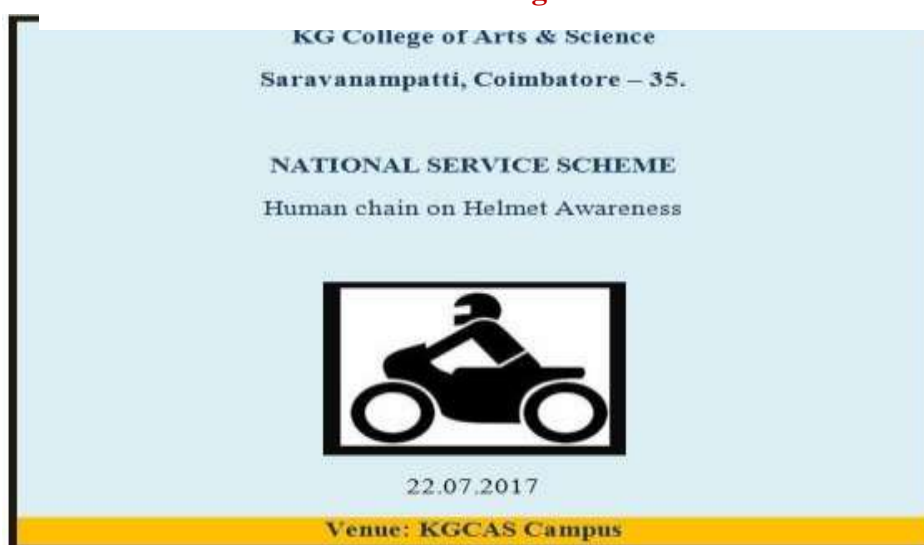 KG College of Arts & Science
Saravanampatti, Coimbatore – 35.
NATIONAL SERVICE SCHEME
Human chain on Helmet Awareness
22.07.2017
Venue: KGCAS Campus